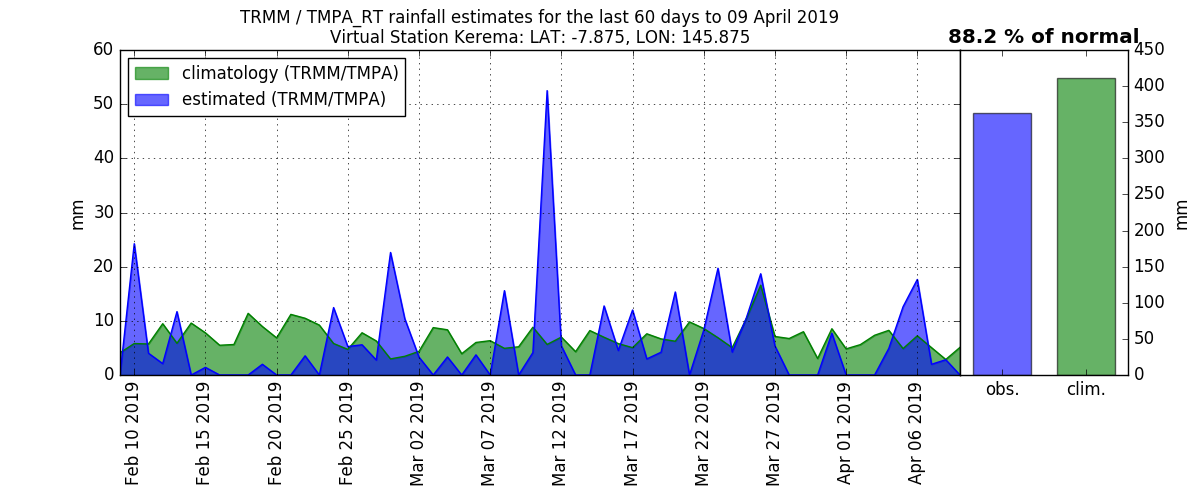 TRMM / TMPA_RT rainfall estimates for the last 60 days to 09 April 2019
Virtual Station Kerema: LAT: -7.875, LON: 145.875
88.2 % of normal
climatology (TRMM/TMPA)
estimated (TRMM/TMPA)
60
50
40
30
20
10
0
mm
Feb 10 2019
Feb 15 2019
Feb 20 2019
Feb 25 2019
Mar 02 2019
Mar 07 2019
Mar 12 2019
Mar 17 2019
Mar 22 2019
Mar 27 2019
Apr 01 2019
Apr 06 2019
450
400
350
300
250
200
150
100
50
0
mm
obs.
clim.